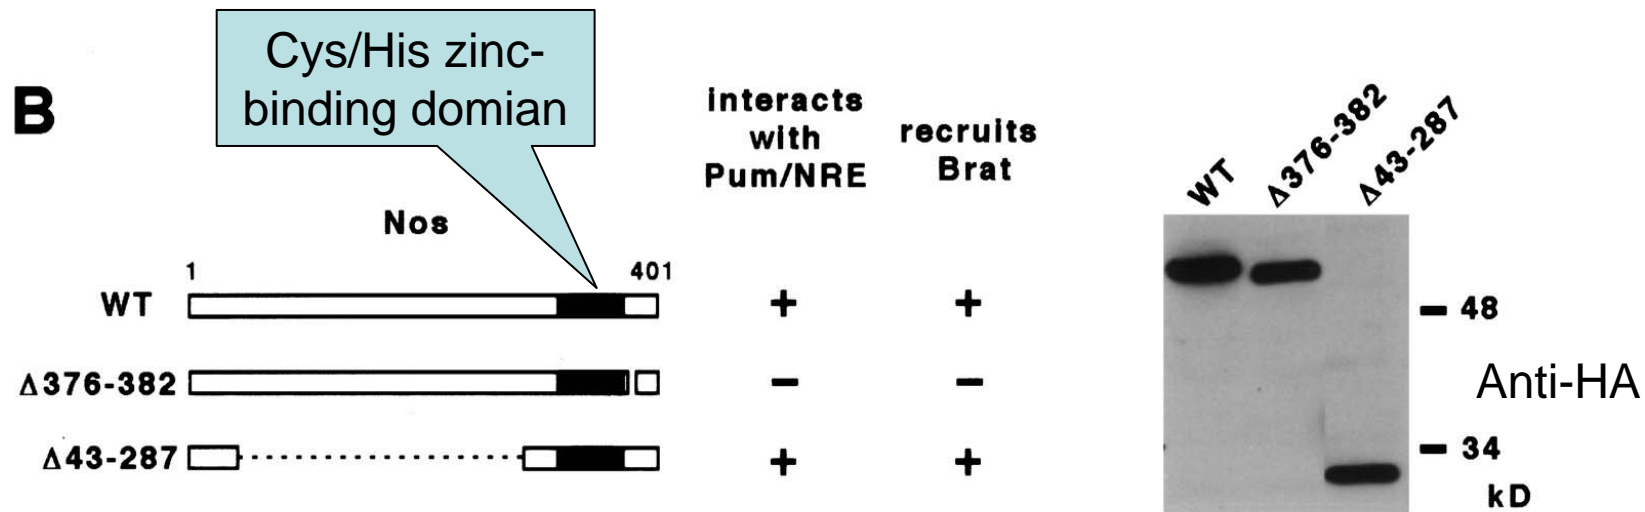 Cys/His zinc-
binding domian
B
interacts
with
Pum/NRE
recruits
Brat
Nos
1 401
WT + +
Δ376-382 - -
Δ43-287 + +
WT
Δ376-382
Δ43-287
48
Anti-HA
34
kD